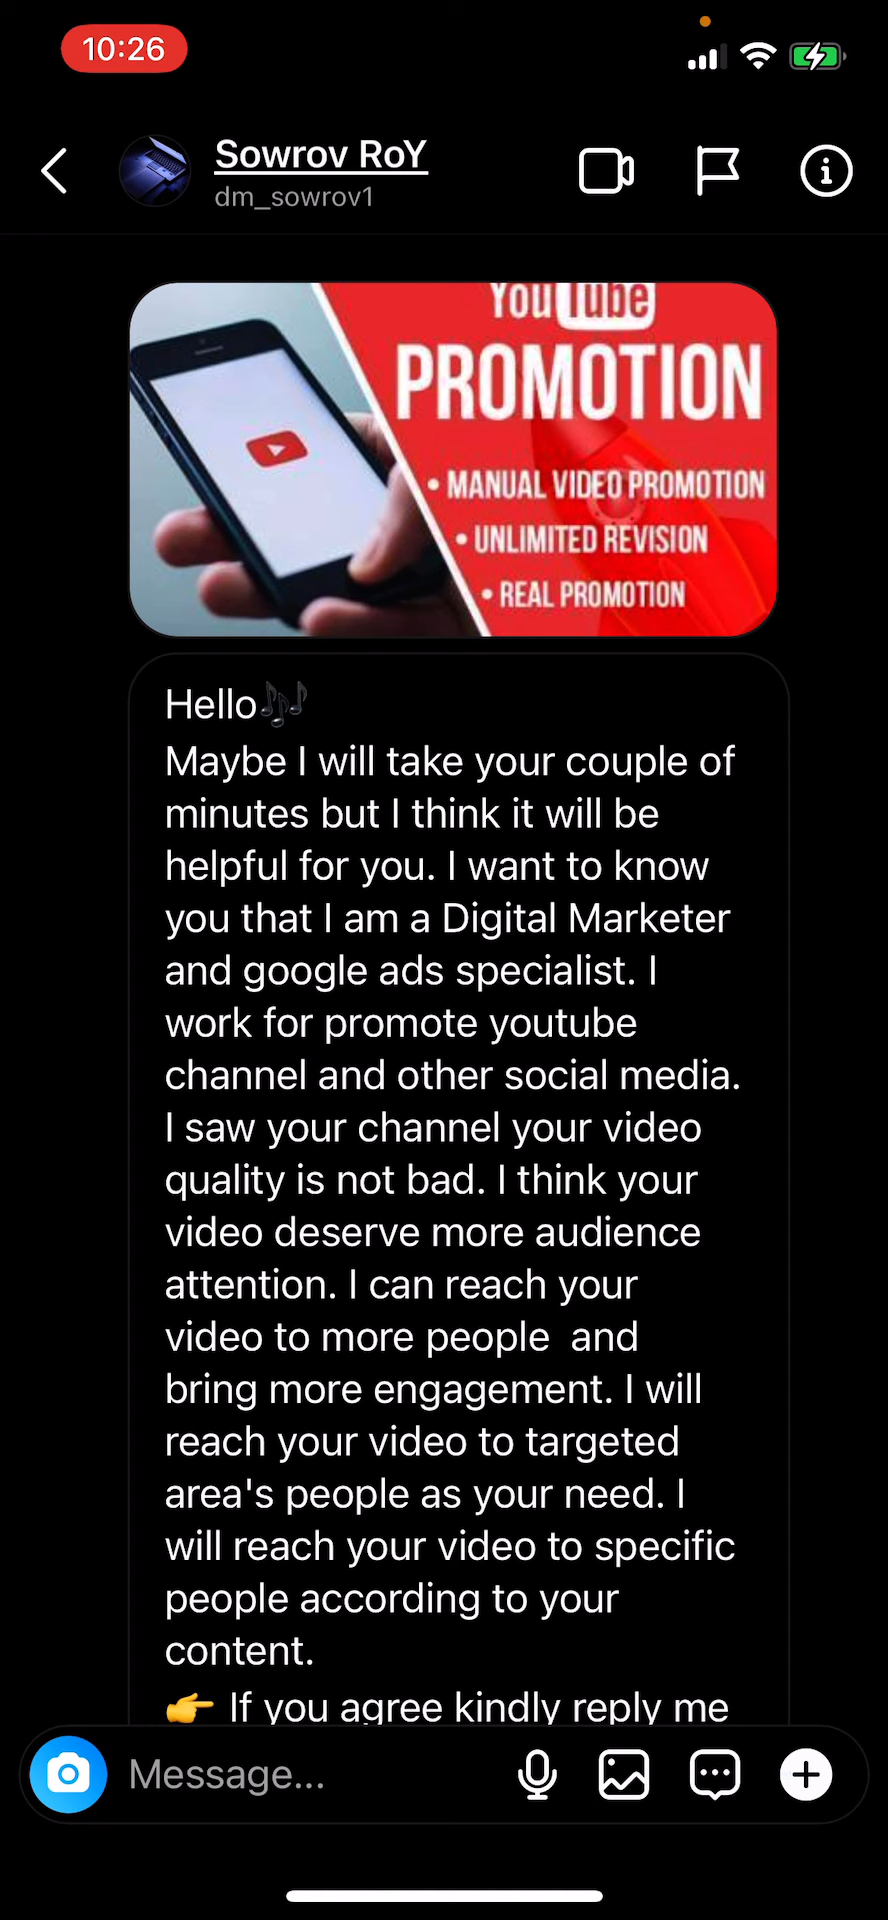 10:26
Sowrov RoY
dm_sowrov1
YouTube
PROMOTION
• MANUAL VIDEO PROMOTION
• UNLIMITED REVISION
• REAL PROMOTION
Hello🎶
Maybe I will take your couple of
minutes but I think it will be
helpful for you. I want to know
you that I am a Digital Marketer
and google ads specialist. I
work for promote youtube
channel and other social media.
I saw your channel your video
quality is not bad. I think your
video deserve more audience
attention. I can reach your
video to more people  and
bring more engagement. I will
reach your video to targeted
area's people as your need. I
will reach your video to specific
people according to your
content.
👉 If you agree kindly reply me
Message...